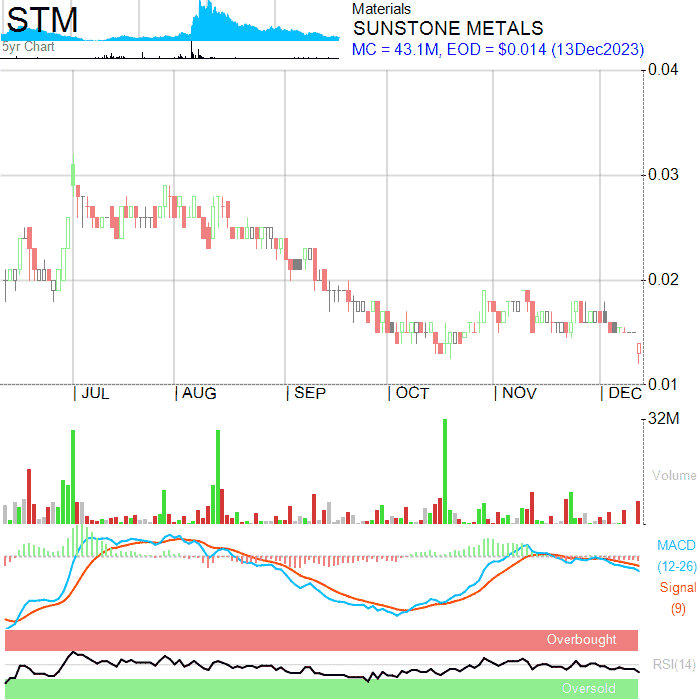 STM
5yr Chart
Materials
SUNSTONE METALS
MC = 43.1M, EOD = $0.014 (13Dec2023)
0.04
0.03
0.02
0.01
JUL AUG SEP OCT NOV DEC
32M
Volume
MACD
(12-26)
Signal
(9)
Overbought
RSI(14)
Oversold